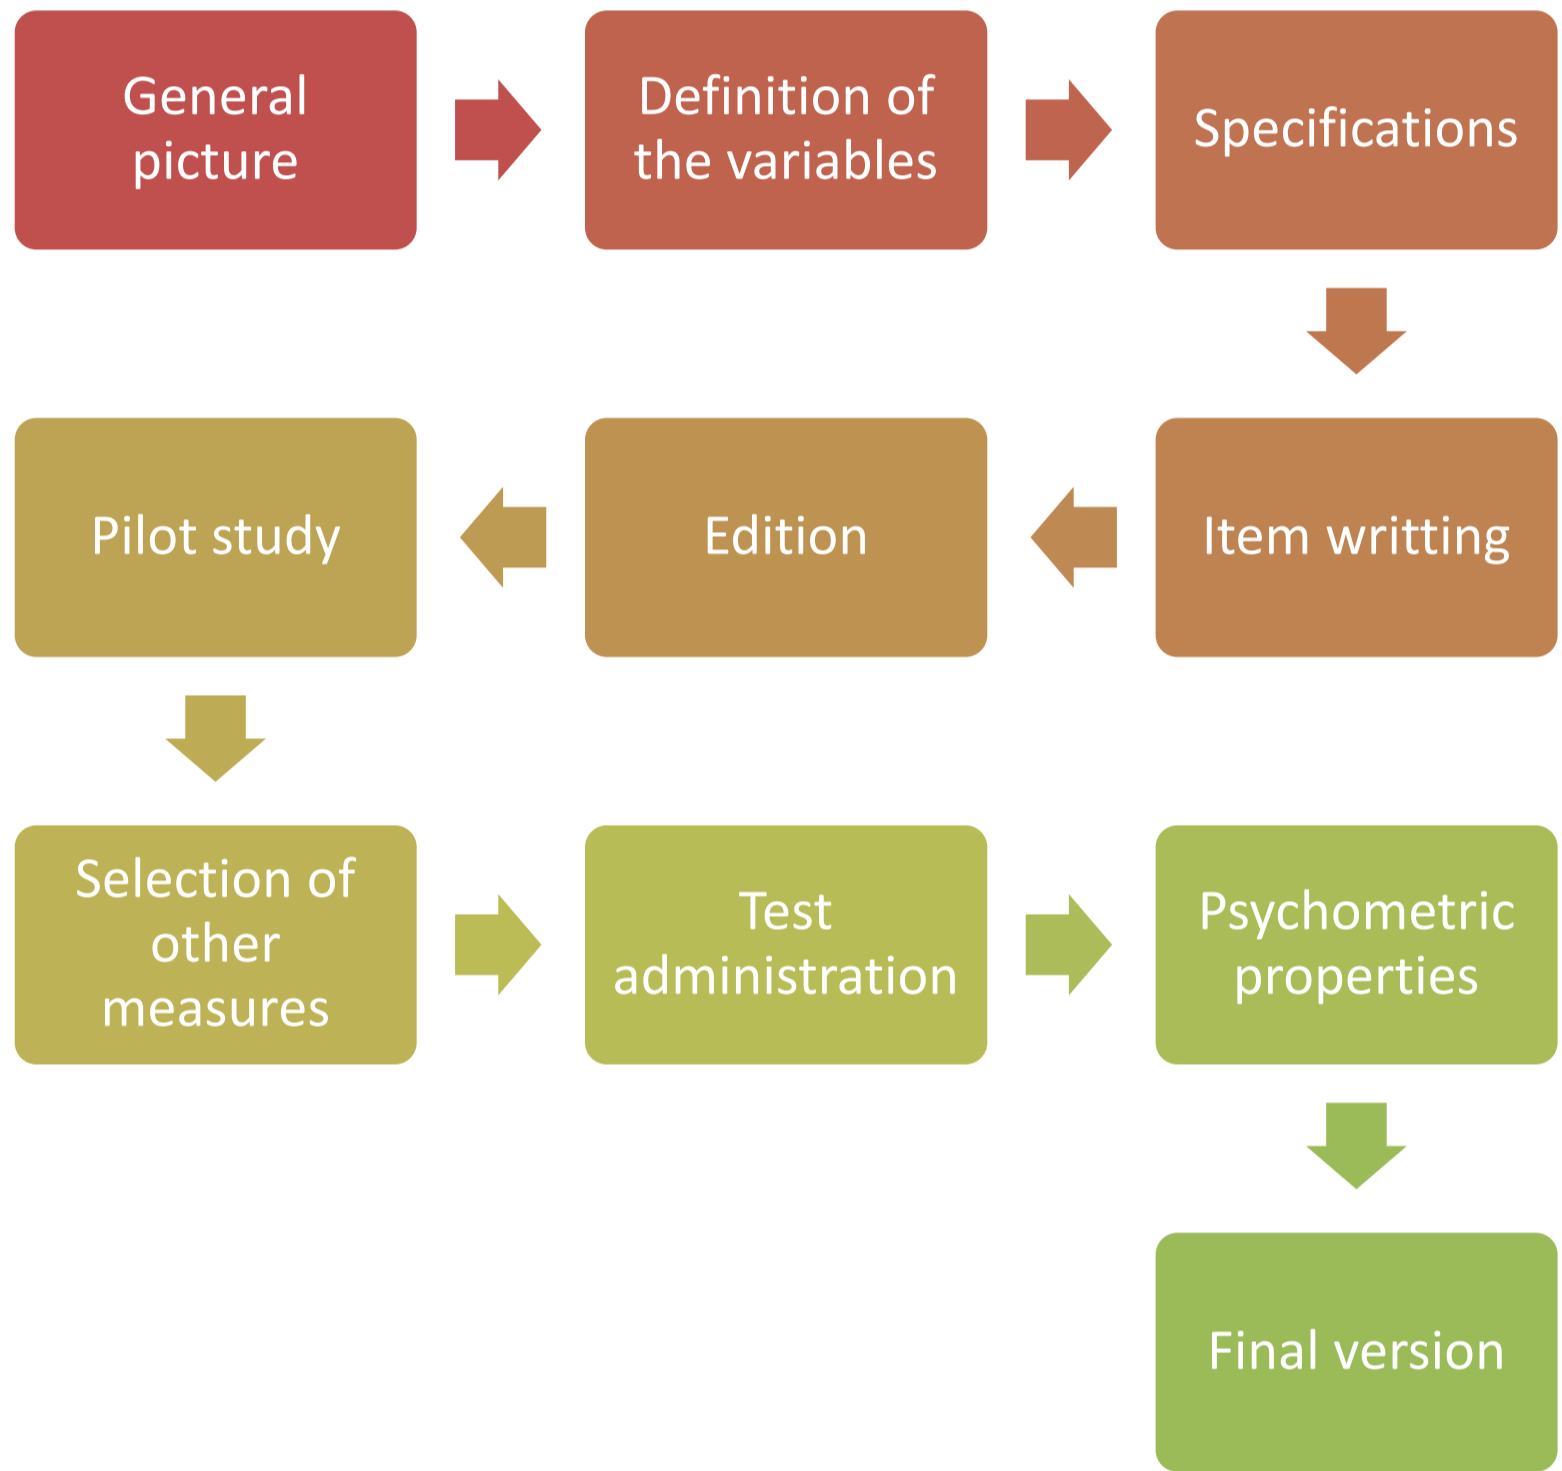 General
picture
Definition of
the variables
Specifications
Item writting
Edition
Pilot study
Selection of
other
measures
Test
administration
Psychometric
properties
Final version